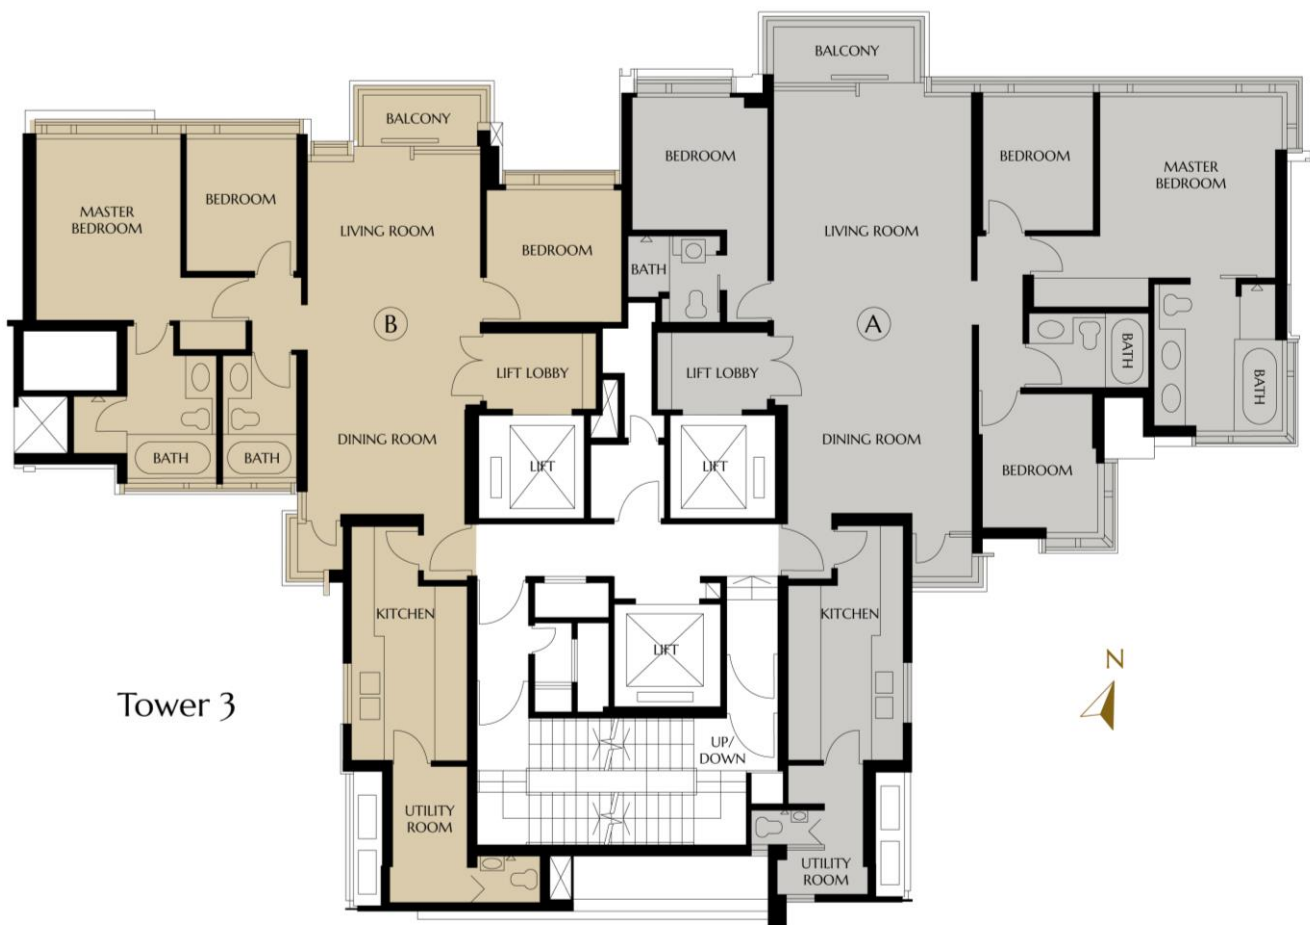 BALCONY
BALCONY
BEDROOM
BEDROOM
MASTER
BEDROOM
BEDROOM
MASTER
BEDROOM
LIVING ROOM
BEDROOM
LIVING ROOM
BATH
B
A
LIFT LOBBY
LIFT LOBBY
BATH
BATH
DINING ROOM
DINING ROOM
BATH
BATH
LIFT
LIFT
BEDROOM
KITCHEN
KITCHEN
LIFT
N
Tower 3
UP/
DOWN
UTILITY
ROOM
UTILITY
ROOM